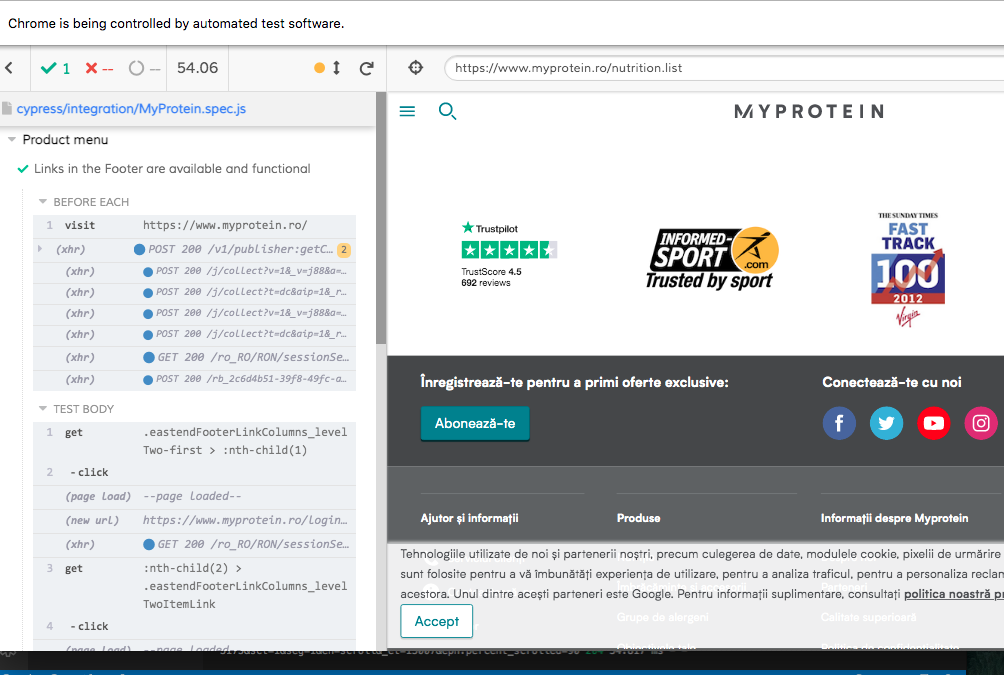 Chrome is being controlled by automated test software.
1 -- -- 54.06
https://www.myprotein.ro/nutrition.list
cypress/integration/MyProtein.spec.js
Product menu
Links in the Footer are available and functional
BEFORE EACH
1 visit https://www.myprotein.ro/
(xhr) POST 200 /v1/publisher:getC… 2
(xhr) POST 200 /j/collect?v=1&_v=j88&a=…
(xhr) POST 200 /j/collect?t=dc&aip=1&_r…
(xhr) POST 200 /j/collect?v=1&_v=j88&a=…
(xhr) POST 200 /j/collect?t=dc&aip=1&_r…
(xhr) GET 200 /ro_RO/RON/sessionSe…
(xhr) POST 200 /rb_2c6d4b51-39f8-49fc-a…
TEST BODY
1 get .eastendFooterLinkColumns_level
Two-first > :nth-child(1)
2 -click
(page load) --page loaded--
(new url) https://www.myprotein.ro/login…
(xhr) GET 200 /ro_RO/RON/sessionSe…
3 get :nth-child(2) >
.eastendFooterLinkColumns_level
TwoItemLink
4 -click
(page load) --page loaded--
MYPROTEIN
Trustpilot
TrustScore 4.5
692 reviews
INFORMED-
SPORT
.com
Trusted by sport
THE SUNDAY TIMES
FAST
TRACK
100
2012
Virgin
Înregistrează-te pentru a primi oferte exclusive:
Abonează-te
Conectează-te cu noi
Ajutor și informații
Produse
Informații despre Myprotein
Tehnologiile utilizate de noi și partenerii noștri, precum culegerea de date, modulele cookie, pixelii de urmărire
sunt folosite pentru a vă îmbunătăți experiența de utilizare, pentru a analiza traficul, pentru a personaliza reclam
acestora. Unul dintre acești parteneri este Google. Pentru informații suplimentare, consultați politica noastră p
Accept
Grupe de alergeni
Calitate superioară